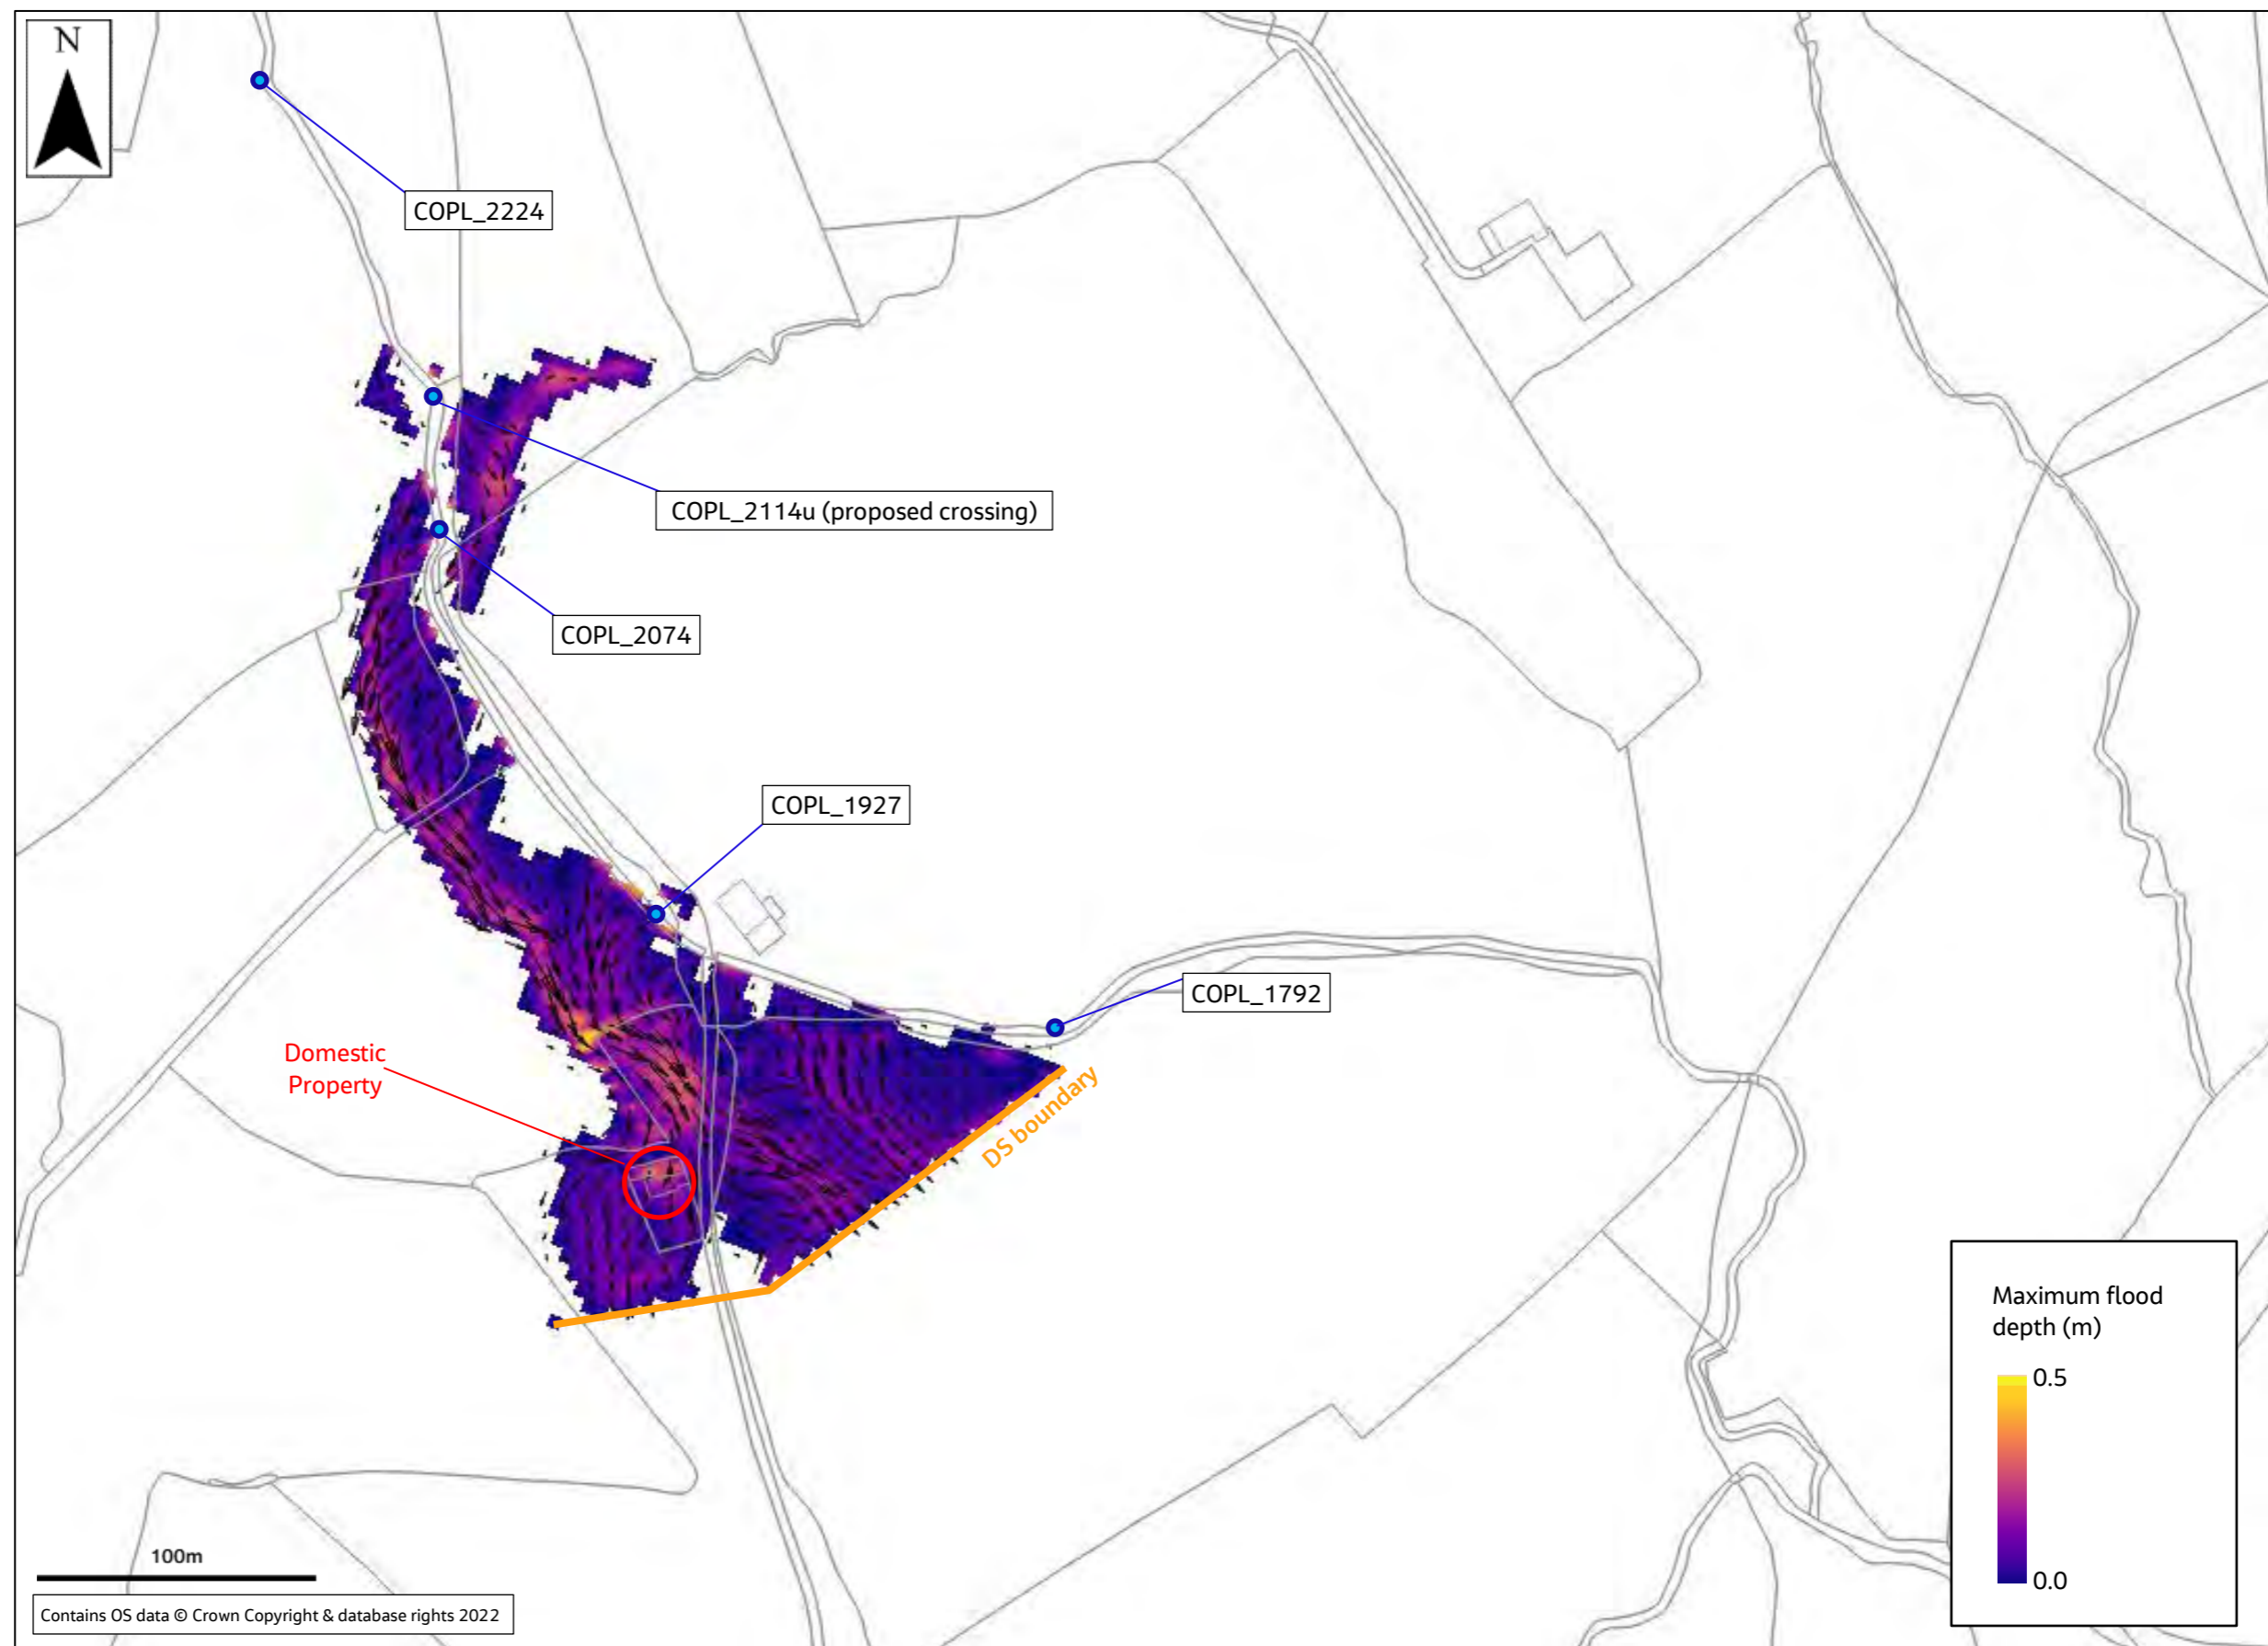 N
COPL_2224
COPL_2114u (proposed crossing)
COPL_2074
COPL_1927
COPL_1792
Domestic
Property
DS boundary
Maximum flood
depth (m)
0.5
0.0
100m
Contains OS data © Crown Copyright & database rights 2022